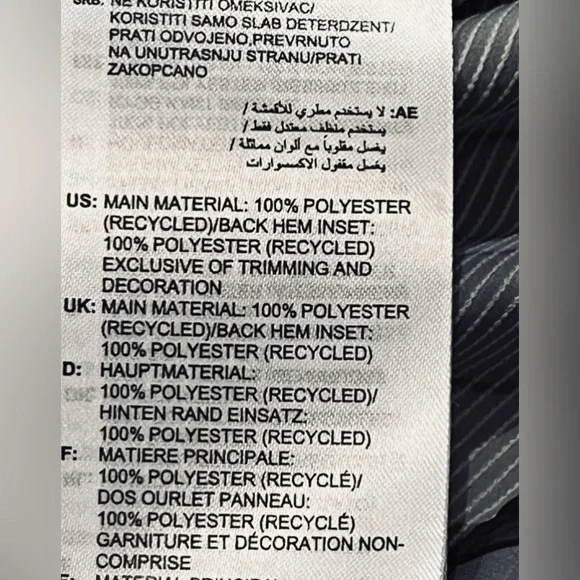 SRB: NE KORISTITI OMEKSIVAC/
KORISTITI SAMO SLAB DETERDZENT/
PRATI ODVOJENO,PREVRNUTO
NA UNUTRASNJU STRANU/PRATI
ZAKOPCANO
AE: لا يستخدم مطري للأقمشة /
يستخدم منظف معتدل فقط /
يغسل مقلوباً مع ألوان مماثلة /
يغسل مقفول الاكسسوارات
US: MAIN MATERIAL: 100% POLYESTER
(RECYCLED)/BACK HEM INSET:
100% POLYESTER (RECYCLED)
EXCLUSIVE OF TRIMMING AND
DECORATION
UK: MAIN MATERIAL: 100% POLYESTER
(RECYCLED)/BACK HEM INSET:
100% POLYESTER (RECYCLED)
D: HAUPTMATERIAL:
100% POLYESTER (RECYCLED)/
HINTEN RAND EINSATZ:
100% POLYESTER (RECYCLED)
F: MATIERE PRINCIPALE:
100% POLYESTER (RECYCLÉ)/
DOS OURLET PANNEAU:
100% POLYESTER (RECYCLÉ)
GARNITURE ET DÉCORATION NON-
COMPRISE